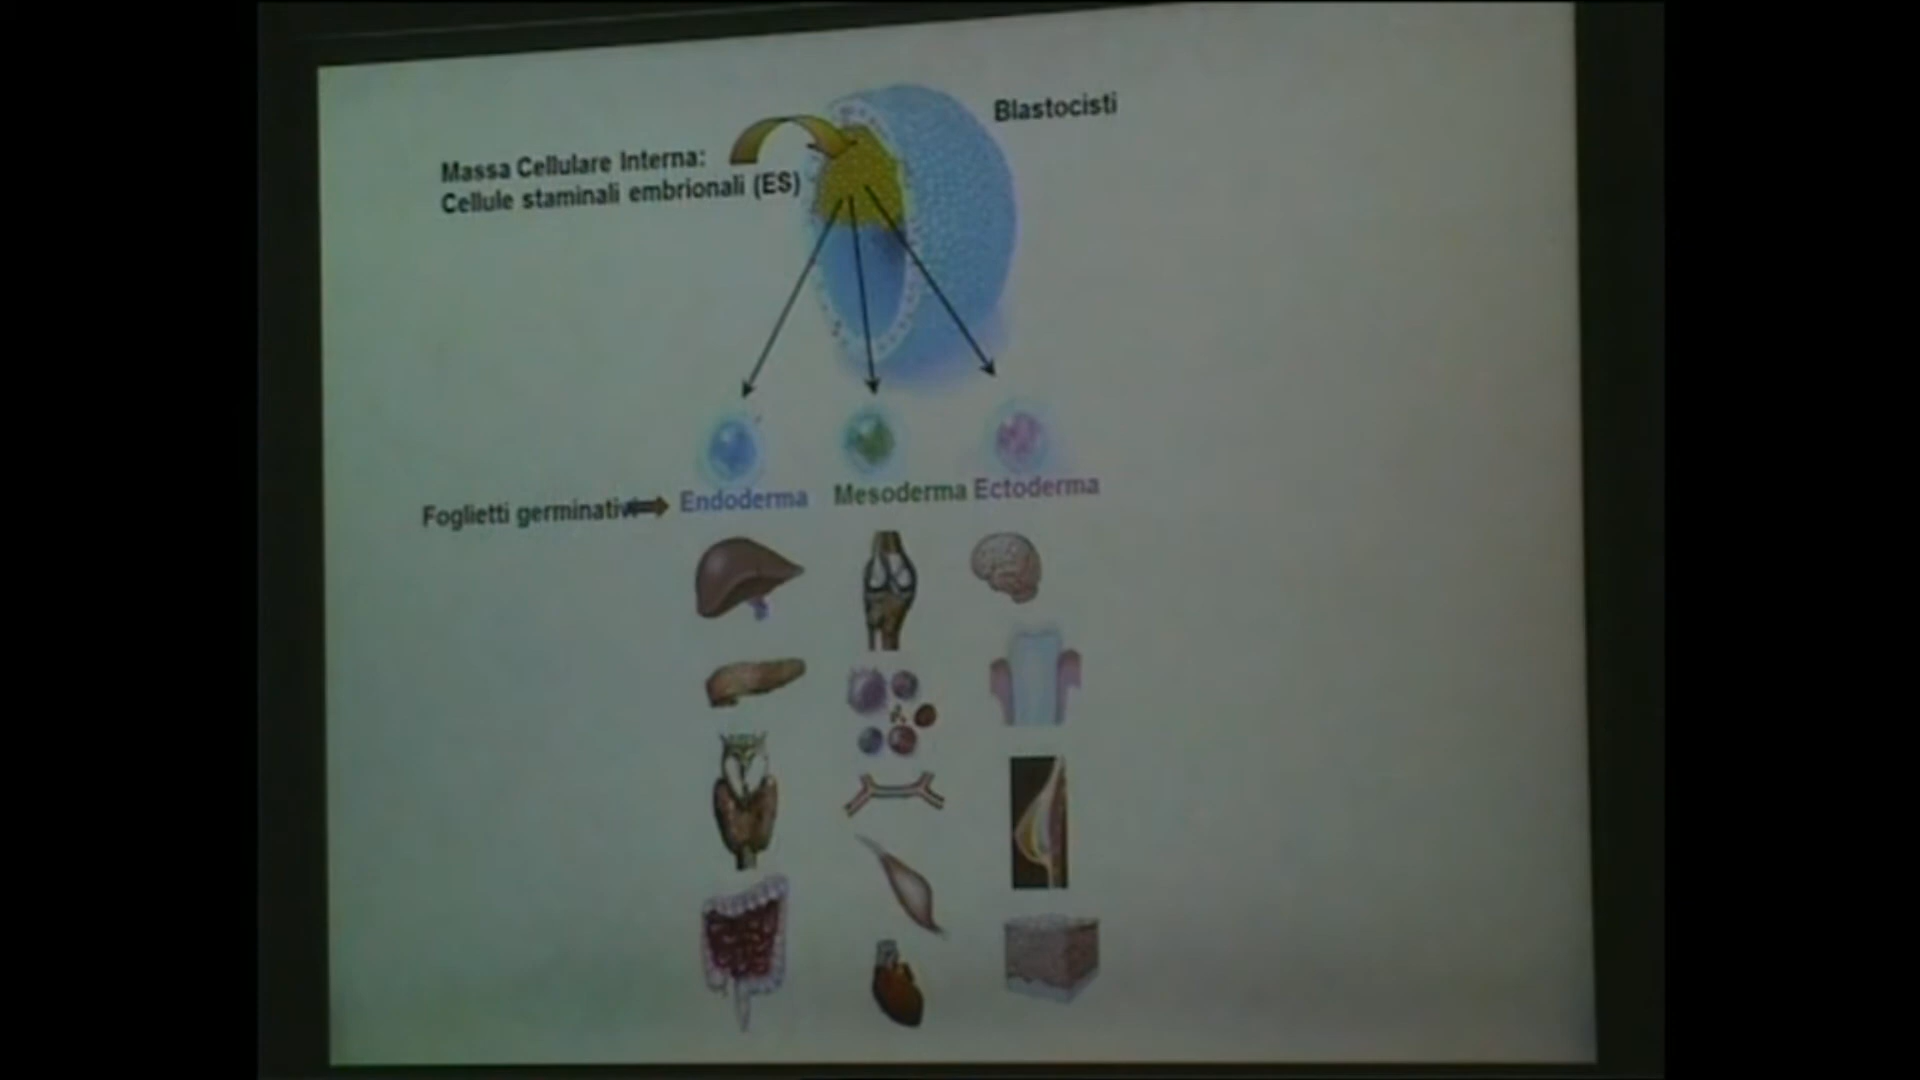 Blastocisti
Massa Cellulare Interna:
Cellule staminali embrionali (ES)
Foglietti germinativi
Endoderma
Mesoderma
Ectoderma